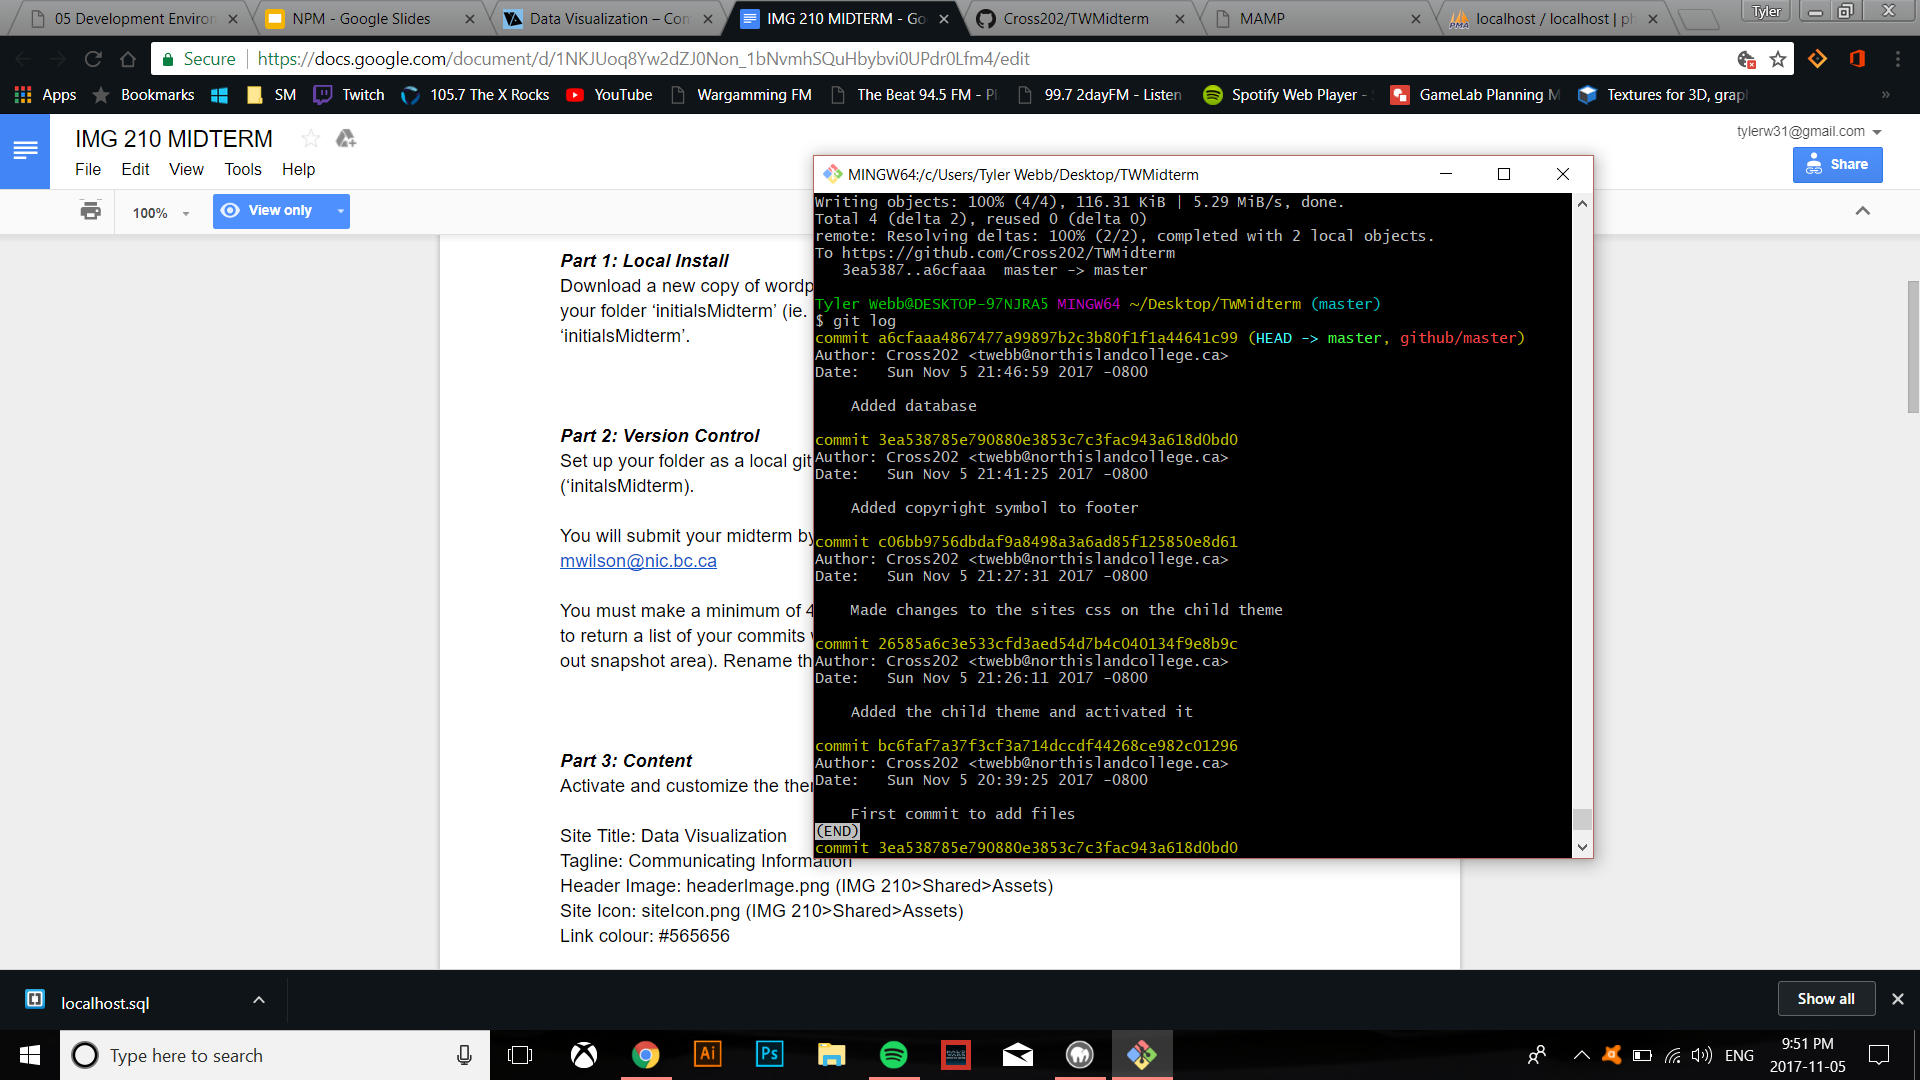 05 Development Environ
NPM - Google Slides
Data Visualization – Com
IMG 210 MIDTERM - Go
Cross202/TWMidterm
MAMP
localhost / localhost | ph
Tyler
Secure
https://docs.google.com/document/d/1NKJUoq8Yw2dZJ0Non_1bNvmhSQuHbybvi0UPdr0Lfm4/edit
Apps
Bookmarks
SM
Twitch
105.7 The X Rocks
YouTube
Wargamming FM
The Beat 94.5 FM - Pl
99.7 2dayFM - Listen
Spotify Web Player -
GameLab Planning M
Textures for 3D, grap
IMG 210 MIDTERM
tylerw31@gmail.com
File Edit View Tools Help
Share
100%
View only
Part 1: Local Install
Download a new copy of wordp
your folder ‘initialsMidterm’ (ie.
‘initialsMidterm’.
Part 2: Version Control
Set up your folder as a local git
(‘initalsMidterm).
You will submit your midterm by
mwilson@nic.bc.ca
You must make a minimum of 4
to return a list of your commits
out snapshot area). Rename th
Part 3: Content
Activate and customize the the
Site Title: Data Visualization
Tagline: Communicating Information
Header Image: headerImage.png (IMG 210>Shared>Assets)
Site Icon: siteIcon.png (IMG 210>Shared>Assets)
Link colour: #565656
MINGW64:/c/Users/Tyler Webb/Desktop/TWMidterm
Writing objects: 100% (4/4), 116.31 KiB | 5.29 MiB/s, done.
Total 4 (delta 2), reused 0 (delta 0)
remote: Resolving deltas: 100% (2/2), completed with 2 local objects.
To https://github.com/Cross202/TWMidterm
3ea5387..a6cfaaa  master -> master
Tyler Webb@DESKTOP-97NJRA5 MINGW64 ~/Desktop/TWMidterm (master)
$ git log
commit a6cfaaa4867477a99897b2c3b80f1f1a44641c99 (HEAD -> master, github/master)
Author: Cross202 <twebb@northislandcollege.ca>
Date:   Sun Nov 5 21:46:59 2017 -0800
Added database
commit 3ea538785e790880e3853c7c3fac943a618d0bd0
Author: Cross202 <twebb@northislandcollege.ca>
Date:   Sun Nov 5 21:41:25 2017 -0800
Added copyright symbol to footer
commit c06bb9756dbdaf9a8498a3a6ad85f125850e8d61
Author: Cross202 <twebb@northislandcollege.ca>
Date:   Sun Nov 5 21:27:31 2017 -0800
Made changes to the sites css on the child theme
commit 26585a6c3e533cfd3aed54d7b4c040134f9e8b9c
Author: Cross202 <twebb@northislandcollege.ca>
Date:   Sun Nov 5 21:26:11 2017 -0800
Added the child theme and activated it
commit bc6faf7a37f3cf3a714dccdf44268ce982c01296
Author: Cross202 <twebb@northislandcollege.ca>
Date:   Sun Nov 5 20:39:25 2017 -0800
First commit to add files
(END)
commit 3ea538785e790880e3853c7c3fac943a618d0bd0
localhost.sql
Show all
Type here to search
Ai
Ps
ENG
9:51 PM
2017-11-05